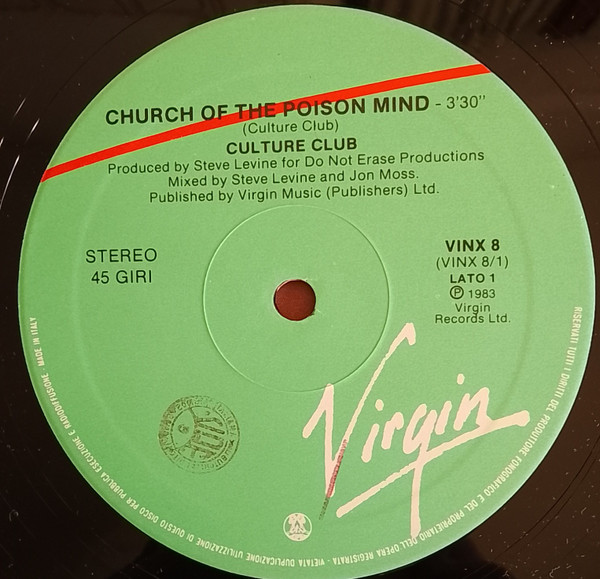 CHURCH OF THE POISON MIND - 3'30"
(Culture Club)
CULTURE CLUB
Produced by Steve Levine for Do Not Erase Productions
Mixed by Steve Levine and Jon Moss.
Published by Virgin Music (Publishers) Ltd.
STEREO
45 GIRI
VINX 8
(VINX 8/1)
LATO 1
Ⓟ 1983
Virgin
Records Ltd.
Virgin
RISERVATI TUTTI I DIRITTI DEL PRODUTTORE FONOGRAFICO E DEL PROPRIETARIO DELL'OPERA REGISTRATA - VIETATA DUPLICAZIONE UTILIZZAZIONE DI QUESTO DISCO PER PUBBLICA ESECUZIONE E RADIODIFFUSIONE - MADE IN ITALY